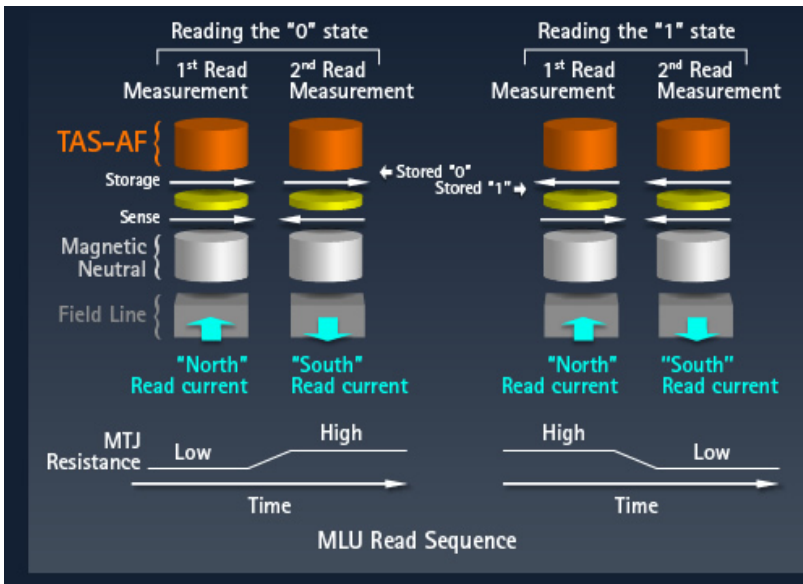 Reading the "0" state
Reading the "1" state
1st Read
Measurement
2nd Read
Measurement
1st Read
Measurement
2nd Read
Measurement
TAS-AF
Storage
Stored "0"
Stored "1"
Sense
Magnetic
Neutral
Field Line
"North"
Read current
"South"
Read current
"North"
Read current
"South"
Read current
MTJ
Resistance
Low
High
High
Low
Time
Time
MLU Read Sequence